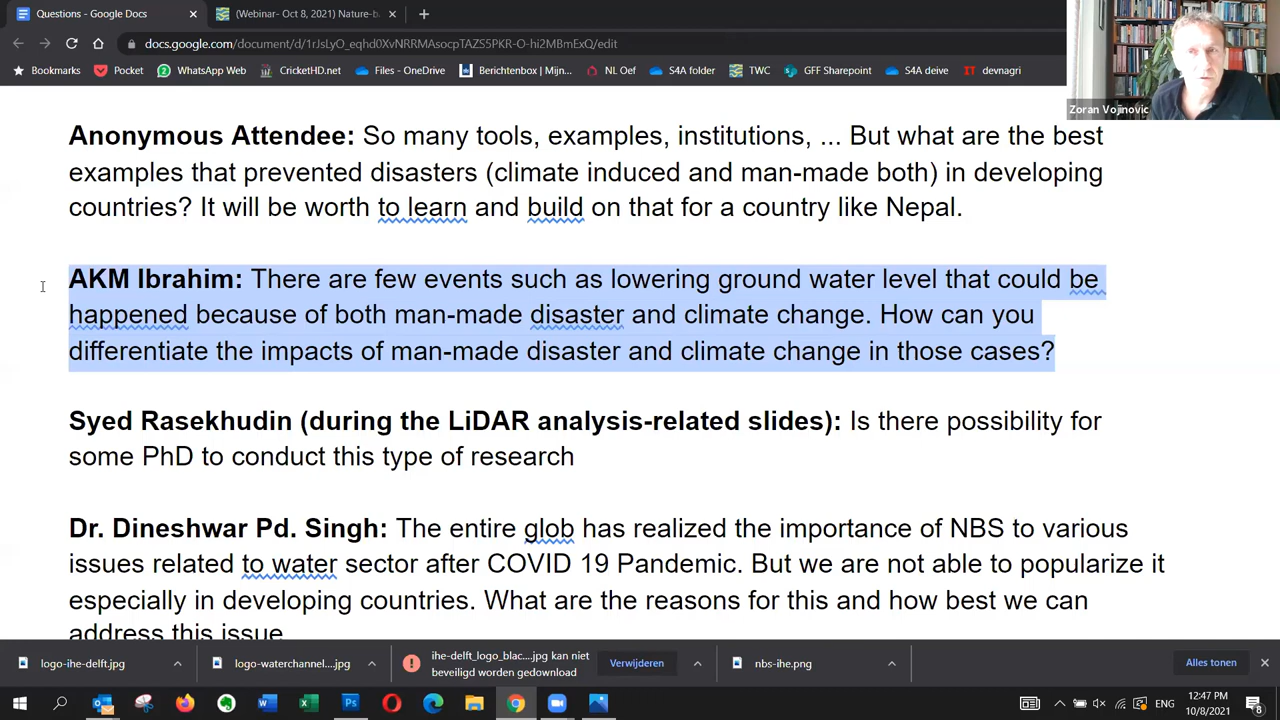 Questions - Google Docs
(Webinar- Oct 8, 2021) Nature-b
docs.google.com/document/d/1rJsLyO_eqhd0XvNRRMAsocpTAZS5PKR-O-hi2MBmExQ/edit
Bookmarks Pocket WhatsApp Web CricketHD.net Files - OneDrive Berichtenbox | Mijn... NL Oef S4A folder TWC GFF Sharepoint S4A deive devnagri
Zoran Vojinovic
Anonymous Attendee: So many tools, examples, institutions, ... But what are the best
examples that prevented disasters (climate induced and man-made both) in developing
countries? It will be worth to learn and build on that for a country like Nepal.
AKM Ibrahim: There are few events such as lowering ground water level that could be
happened because of both man-made disaster and climate change. How can you
differentiate the impacts of man-made disaster and climate change in those cases?
Syed Rasekhudin (during the LiDAR analysis-related slides): Is there possibility for
some PhD to conduct this type of research
Dr. Dineshwar Pd. Singh: The entire glob has realized the importance of NBS to various
issues related to water sector after COVID 19 Pandemic. But we are not able to popularize it
especially in developing countries. What are the reasons for this and how best we can
address this issue
logo-ihe-delft.jpg
logo-waterchannel....jpg
ihe-delft_logo_blac....jpg kan niet
beveiligd worden gedownload
Verwijderen
nbs-ihe.png
Alles tonen
ENG
12:47 PM
10/8/2021
8